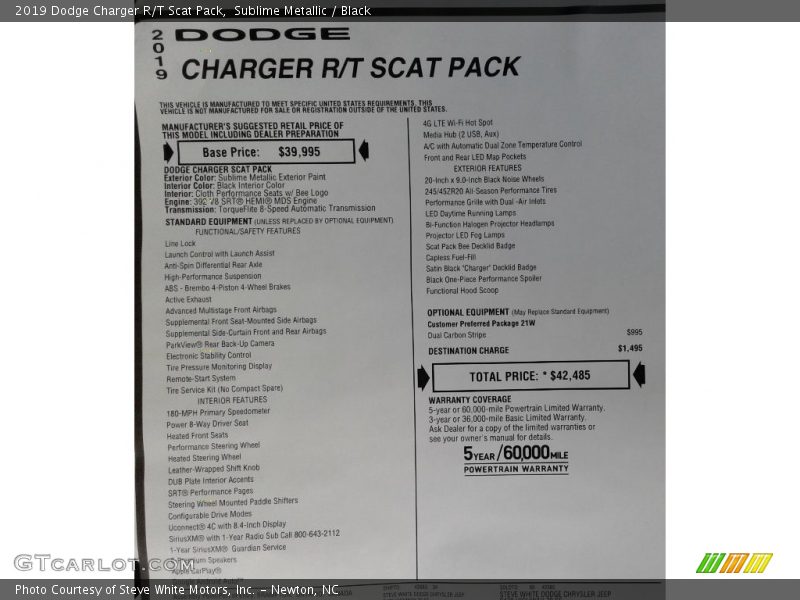 2019 Dodge Charger R/T Scat Pack, Sublime Metallic / Black
2019
DODGE
CHARGER R/T SCAT PACK
THIS VEHICLE IS MANUFACTURED TO MEET SPECIFIC UNITED STATES REQUIREMENTS. THIS
VEHICLE IS NOT MANUFACTURED FOR SALE OR REGISTRATION OUTSIDE OF THE UNITED STATES.
MANUFACTURER'S SUGGESTED RETAIL PRICE OF
THIS MODEL INCLUDING DEALER PREPARATION
Base Price: $39,995
DODGE CHARGER SCAT PACK
Exterior Color: Sublime Metallic Exterior Paint
Interior Color: Black Interior Color
Interior: Cloth Performance Seats w/ Bee Logo
Engine: 392 V8 SRT® HEMI® MDS Engine
Transmission: TorqueFlite 8-Speed Automatic Transmission
STANDARD EQUIPMENT (UNLESS REPLACED BY OPTIONAL EQUIPMENT)
FUNCTIONAL/SAFETY FEATURES
Line Lock
Launch Control with Launch Assist
Anti-Spin Differential Rear Axle
High-Performance Suspension
ABS - Brembo 4-Piston 4-Wheel Brakes
Active Exhaust
Advanced Multistage Front Airbags
Supplemental Front Seat-Mounted Side Airbags
Supplemental Side-Curtain Front and Rear Airbags
ParkView® Rear Back-Up Camera
Electronic Stability Control
Tire Pressure Monitoring Display
Remote-Start System
Tire Service Kit (No Compact Spare)
INTERIOR FEATURES
180-MPH Primary Speedometer
Power 8-Way Driver Seat
Heated Front Seats
Performance Steering Wheel
Heated Steering Wheel
Leather-Wrapped Shift Knob
DUB Plate Interior Accents
SRT® Performance Pages
Steering Wheel Mounted Paddle Shifters
Configurable Drive Modes
Uconnect® 4C with 8.4-Inch Display
SiriusXM® with 1-Year Radio Sub Call 800-643-2112
1-Year SiriusXM® Guardian Service
Premium Speakers
Apple CarPlay®
4G LTE Wi-Fi Hot Spot
Media Hub (2 USB, Aux)
A/C with Automatic Dual Zone Temperature Control
Front and Rear LED Map Pockets
EXTERIOR FEATURES
20-Inch x 9.0-Inch Black Noise Wheels
245/45ZR20 All-Season Performance Tires
Performance Grille with Dual -Air Inlets
LED Daytime Running Lamps
Bi-Function Halogen Projector Headlamps
Projector LED Fog Lamps
Scat Pack Bee Decklid Badge
Capless Fuel-Fill
Satin Black 'Charger' Decklid Badge
Black One-Piece Performance Spoiler
Functional Hood Scoop
OPTIONAL EQUIPMENT (May Replace Standard Equipment)
Customer Preferred Package 21W
Dual Carbon Stripe $995
DESTINATION CHARGE $1,495
TOTAL PRICE: * $42,485
WARRANTY COVERAGE
5-year or 60,000-mile Powertrain Limited Warranty.
3-year or 36,000-mile Basic Limited Warranty.
Ask Dealer for a copy of the limited warranties or
see your owner's manual for details.
5YEAR/60,000MILE
POWERTRAIN WARRANTY
STEVE WHITE DODGE CHRYSLER JEEP
STEVE WHITE DODGE CHRYSLER JEEP
GTcarlot.com
Photo Courtesy of Steve White Motors, Inc. – Newton, NC